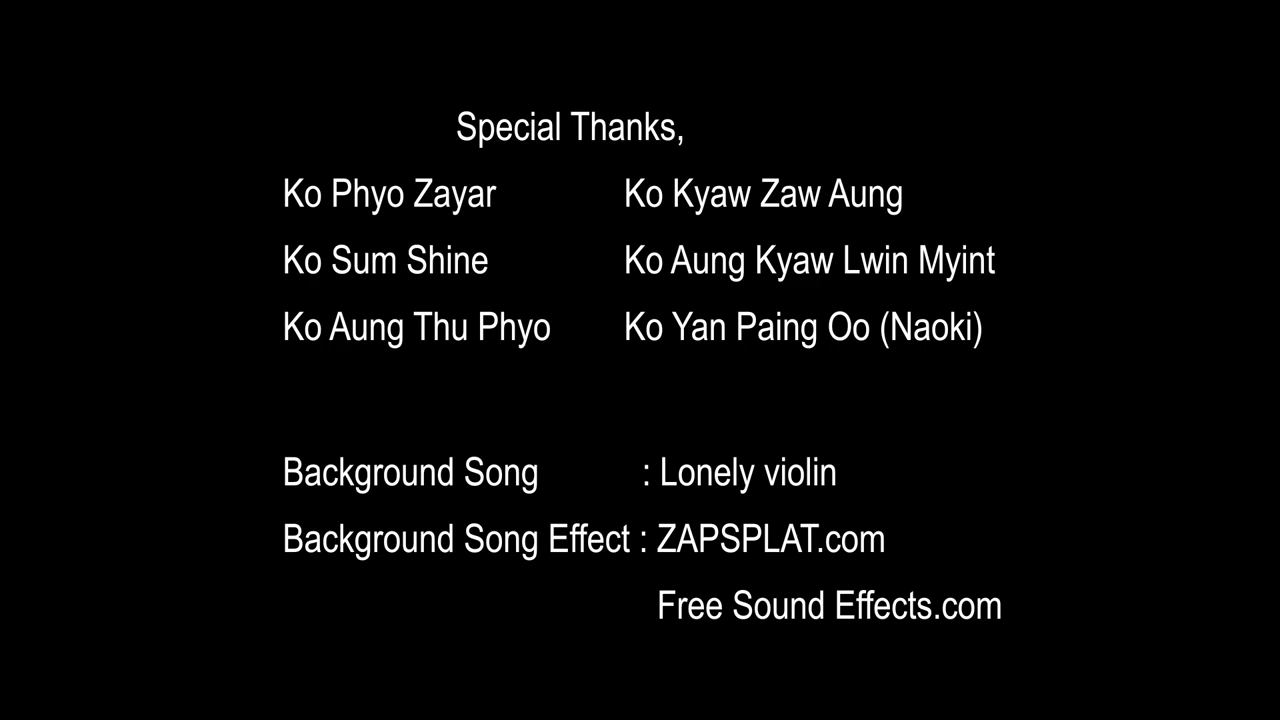 Special Thanks,
Ko Phyo Zayar Ko Kyaw Zaw Aung
Ko Sum Shine Ko Aung Kyaw Lwin Myint
Ko Aung Thu Phyo Ko Yan Paing Oo (Naoki)
Background Song : Lonely violin
Background Song Effect : ZAPSPLAT.com
Free Sound Effects.com